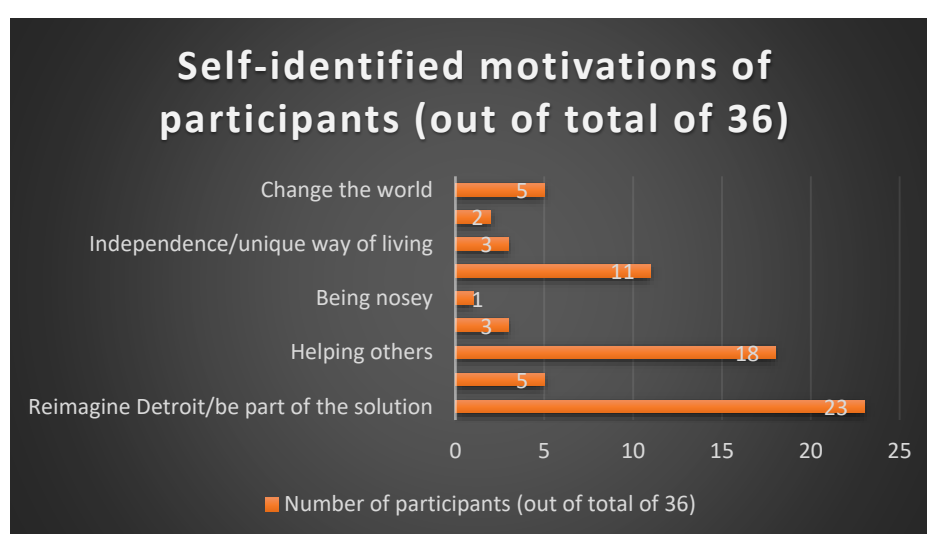 Self-identified motivations of
participants (out of total of 36)
Change the world 5
2
Independence/unique way of living 3
11
Being nosey 1
3
Helping others 18
5
Reimagine Detroit/be part of the solution 23
0 5 10 15 20 25
Number of participants (out of total of 36)